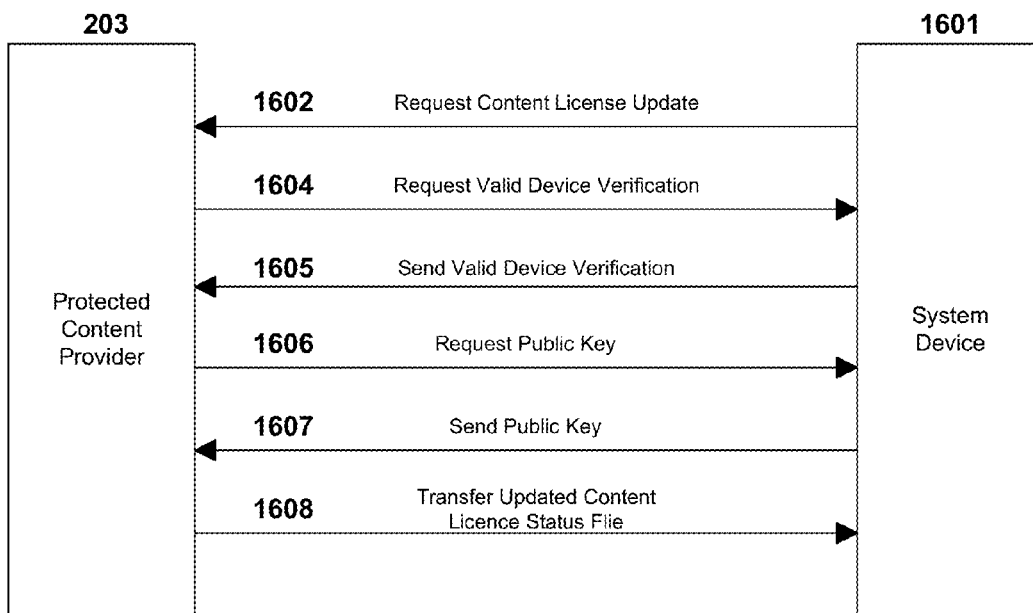 203
1601
1602 Request Content License Update
1604 Request Valid Device Verification
1605 Send Valid Device Verification
Protected
Content
Provider
System
Device
1606 Request Public Key
1607 Send Public Key
1608 Transfer Updated Content
Licence Status Flie